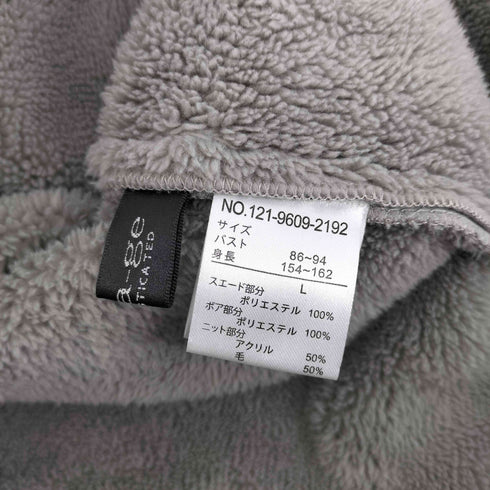 a-ge
TICATED
NO.121-9609-2192
サイズ
バスト 86~94
身長 154~162
L
スエード部分
ポリエステル 100%
ボア部分
ポリエステル 100%
ニット部分
アクリル 50%
毛 50%